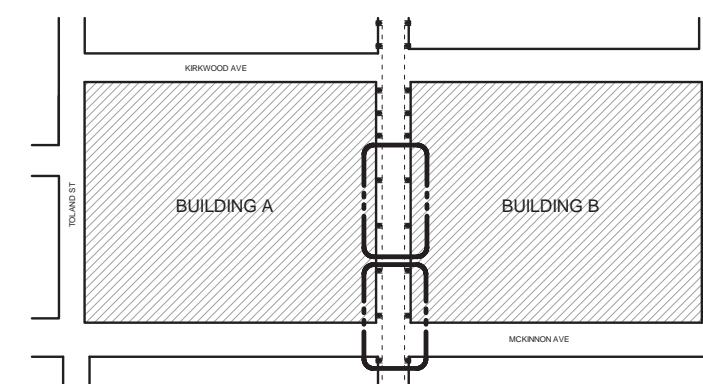 KIRKWOOD AVE
TOLAND ST
BUILDING A
BUILDING B
MCKINNON AVE